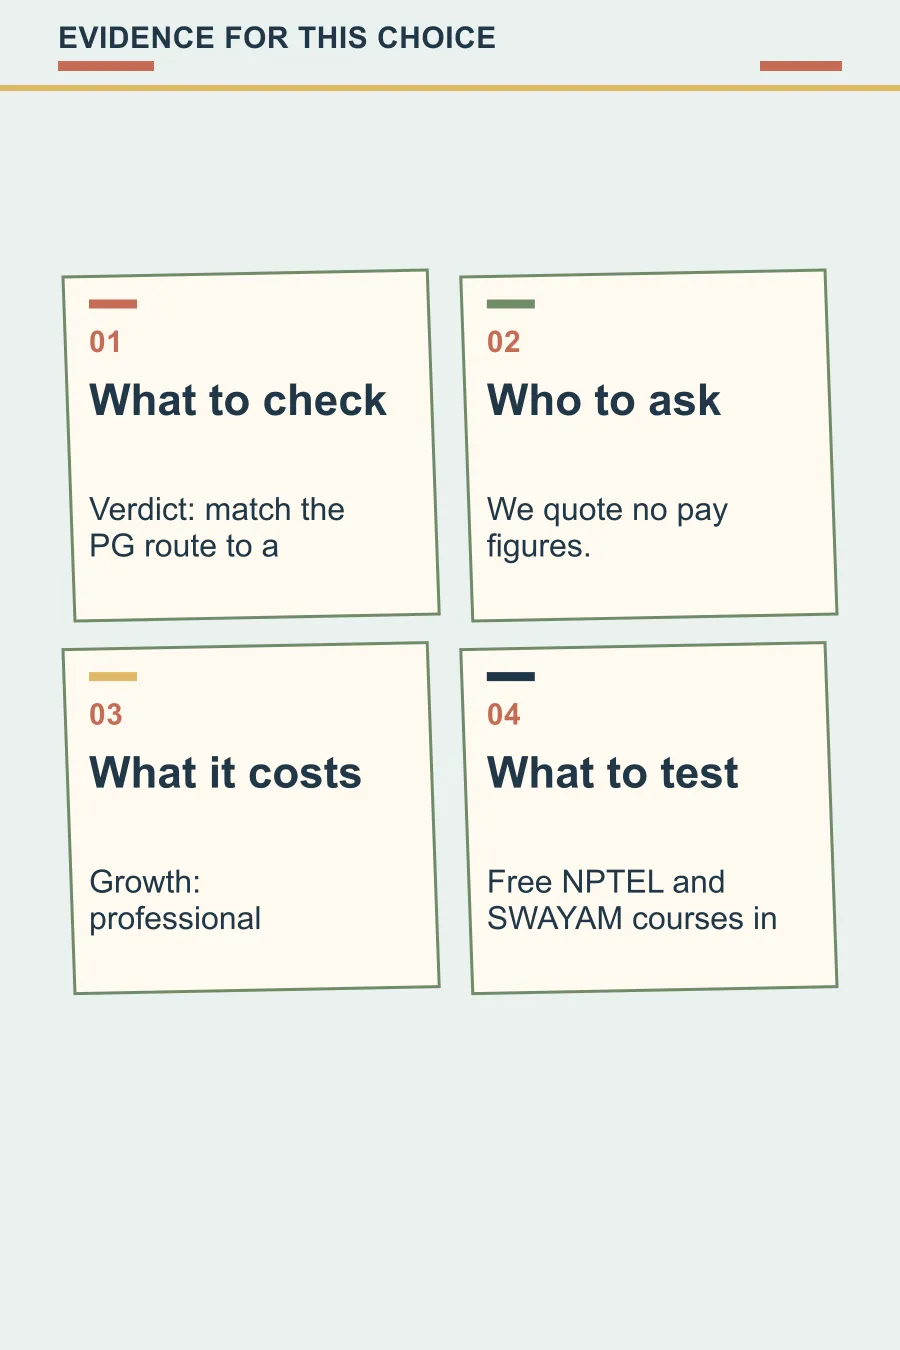 EVIDENCE FOR THIS CHOICE
01
What to check
Verdict: match the
PG route to a
02
Who to ask
We quote no pay
figures.
03
What it costs
Growth:
professional
04
What to test
Free NPTEL and
SWAYAM courses in